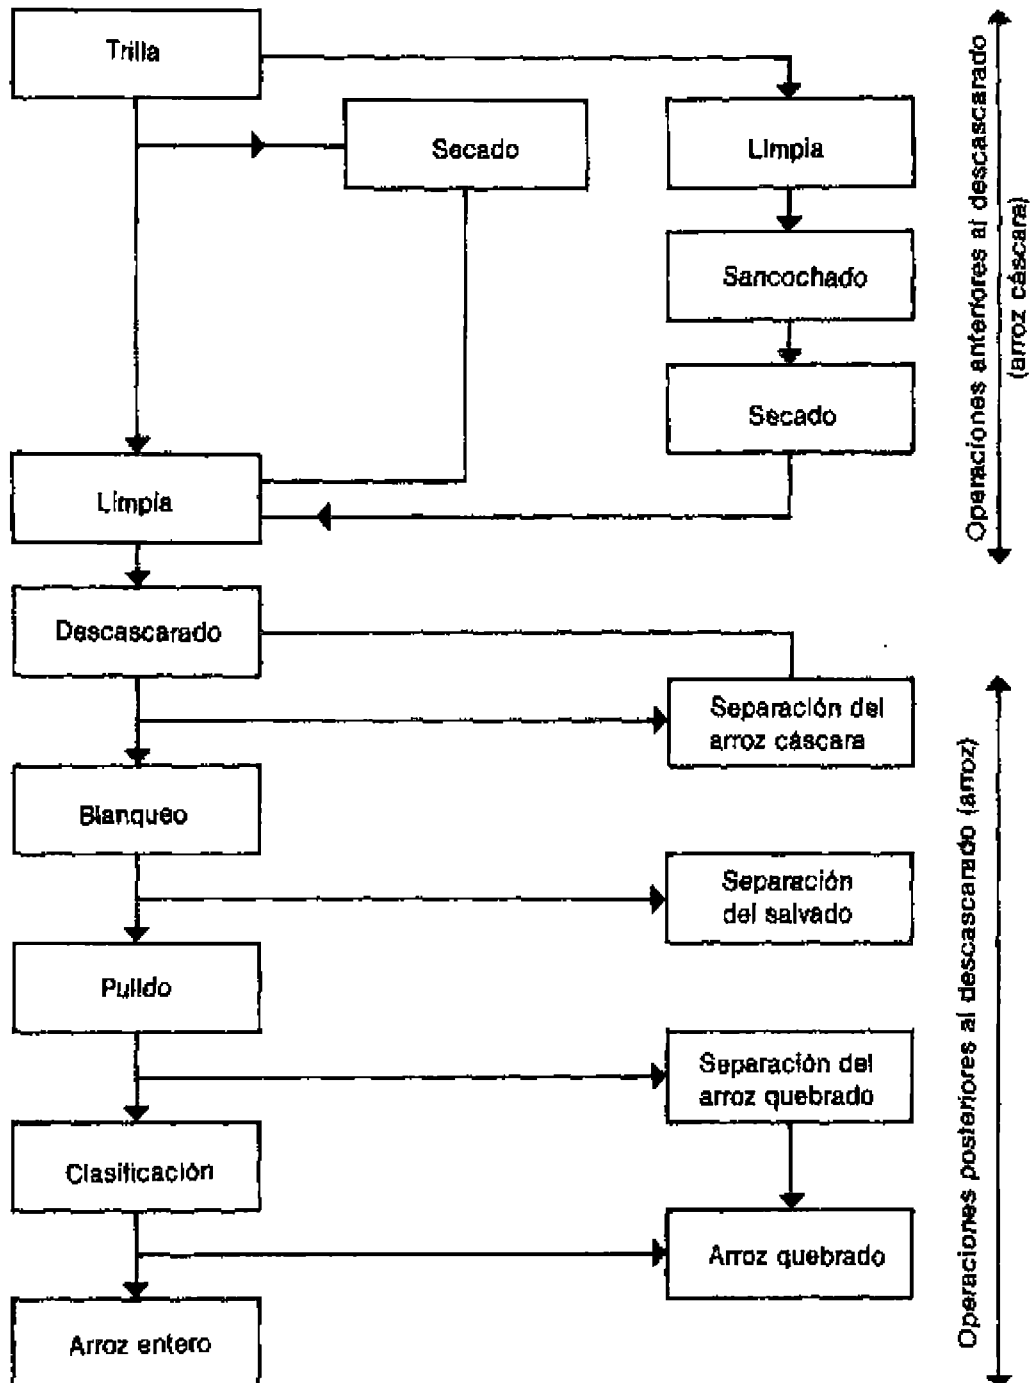 Trilla
Secado
Limpia
Sancochado
Secado
Limpia
Descascarado
Separación del
arroz cáscara
Blanqueo
Separación
del salvado
Pulido
Separación del
arroz quebrado
Clasificación
Arroz quebrado
Arroz entero
Operaciones anteriores al descascarado
(arroz cáscara)
Operaciones posteriores al descascarado (arroz)